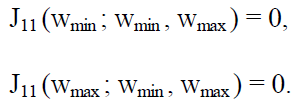 J₁₁(wₘᵢₙ; wₘᵢₙ, wₘₐₓ) = 0,
J₁₁(wₘₐₓ; wₘᵢₙ, wₘₐₓ) = 0.